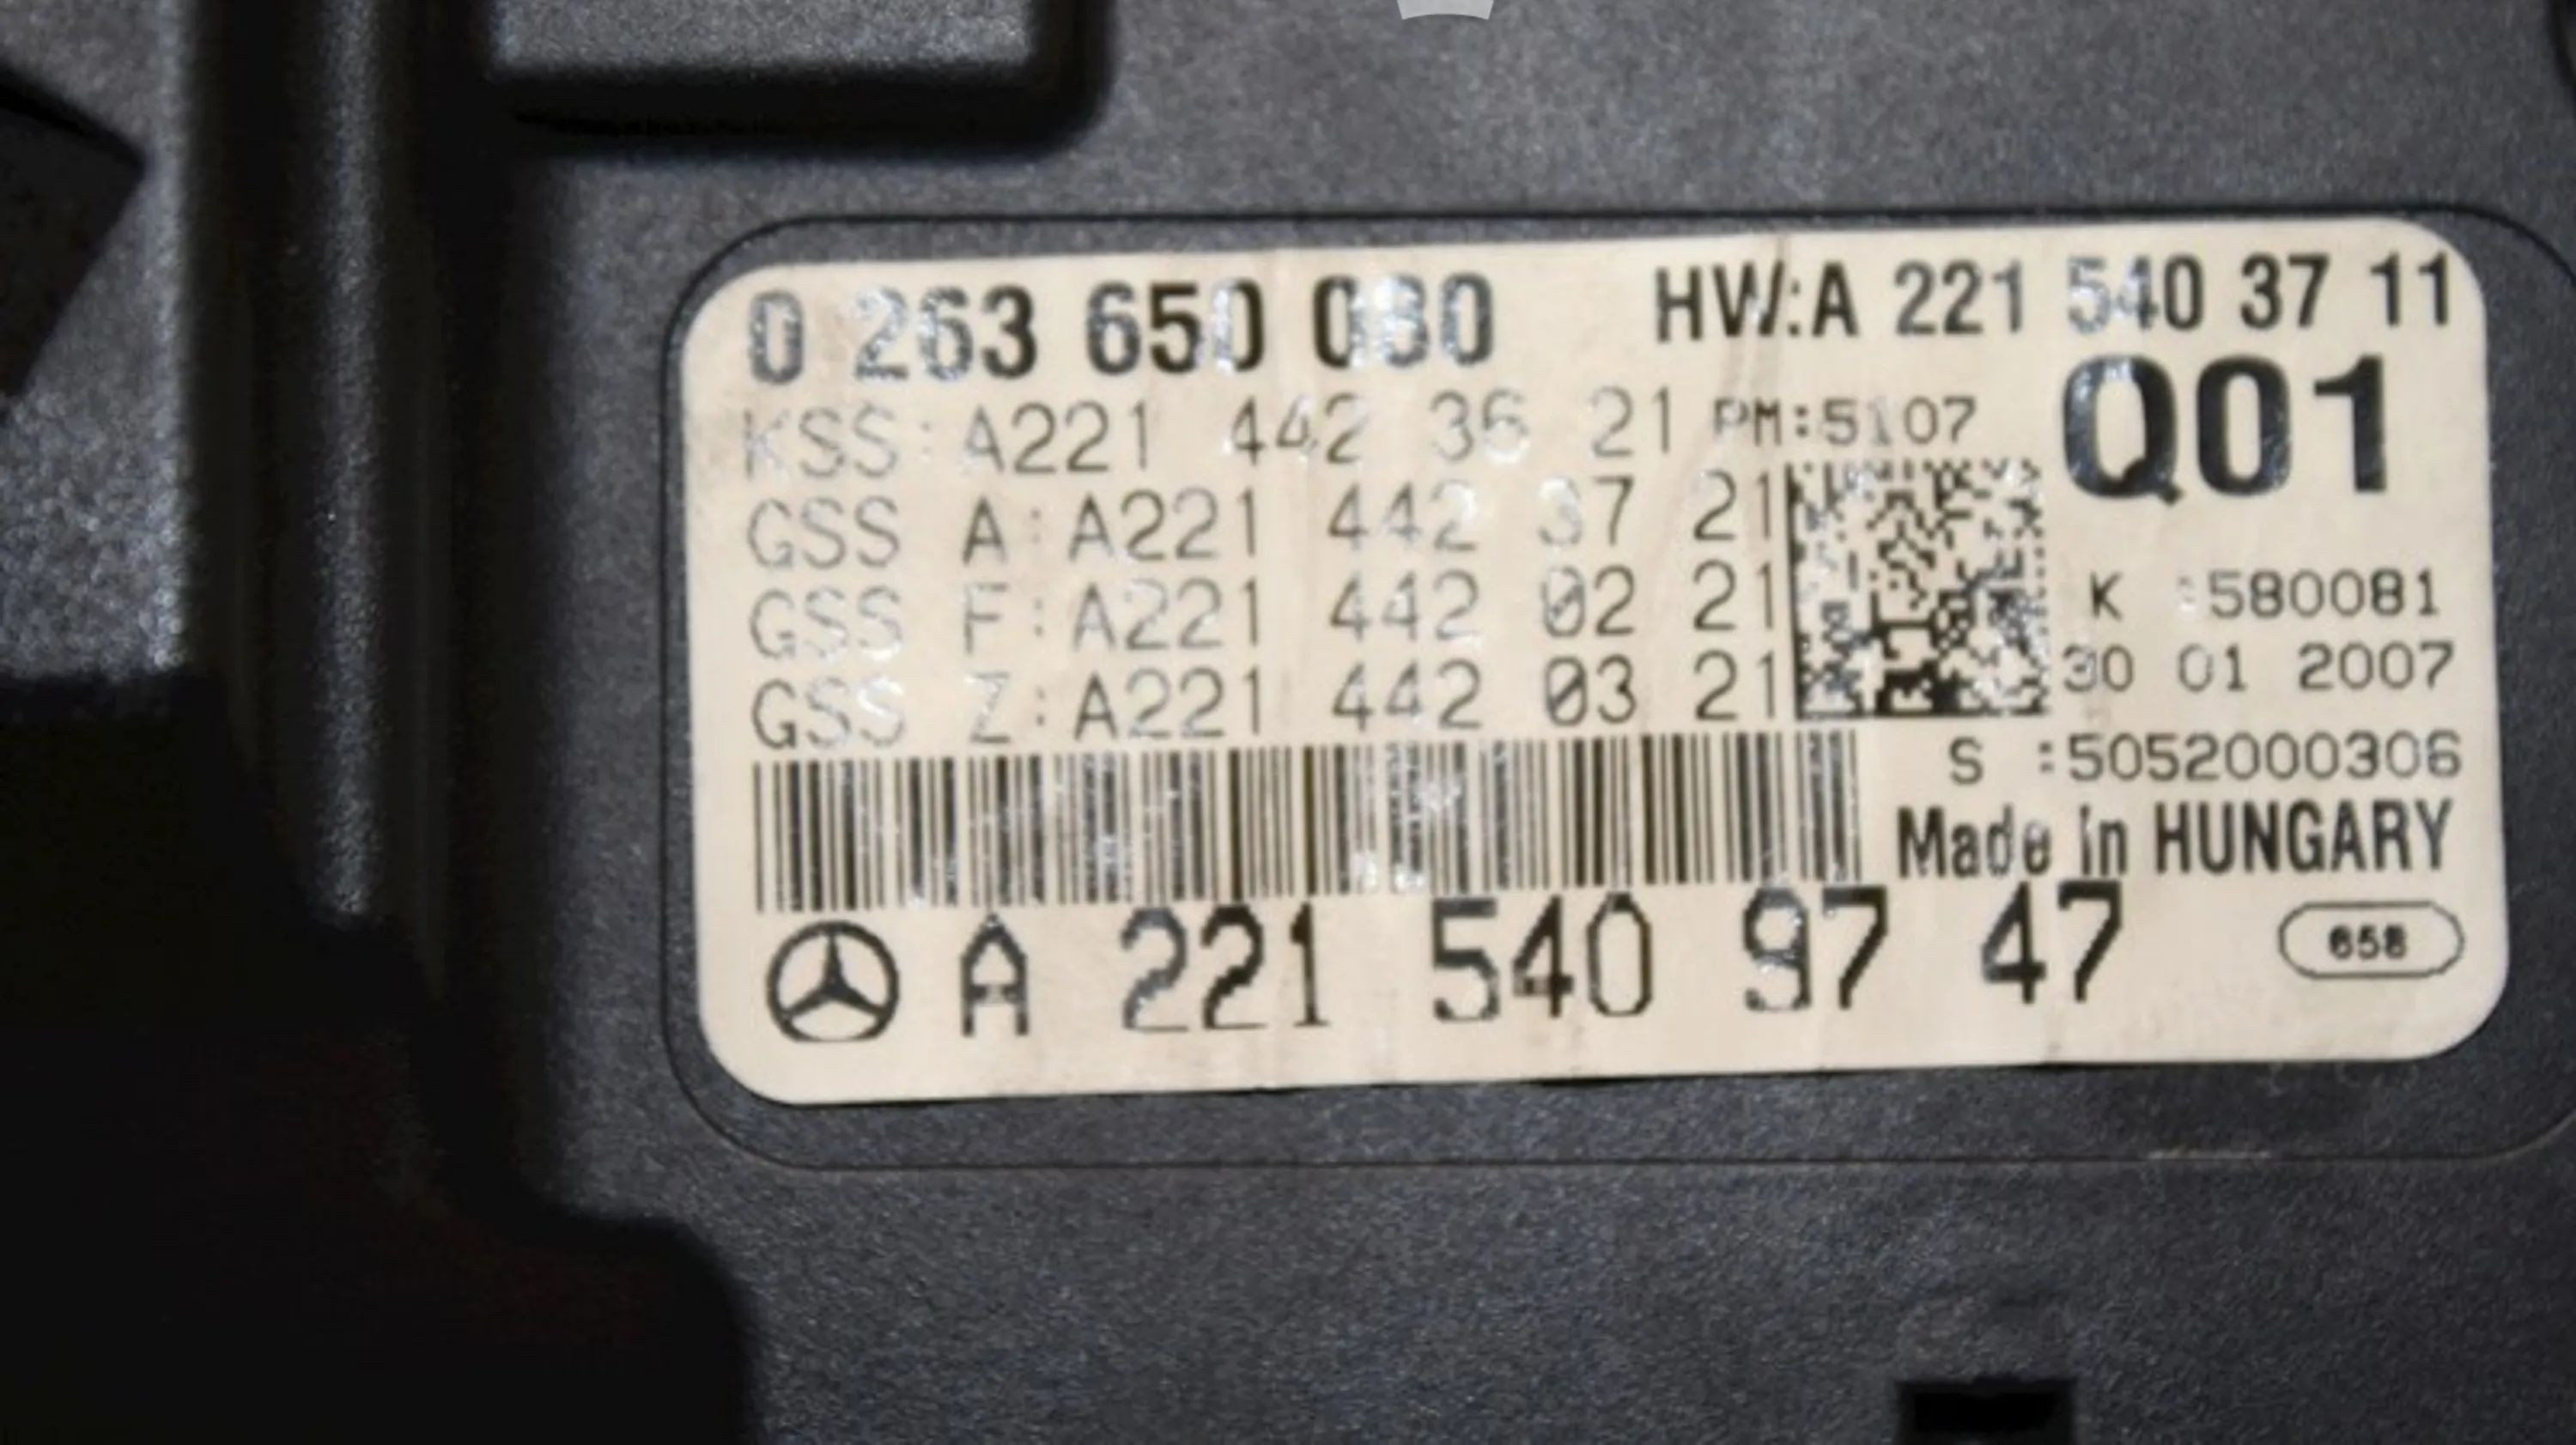 0 263 650 080 HW:A 221 540 37 11
KSS:A221 442 36 21 PM:5107 Q01
GSS A:A221 442 37 21
GSS F:A221 442 02 21 K :580081
GSS Z:A221 442 03 21 30 01 2007
S :5052000306
Made in HUNGARY
A 221 540 97 47 658